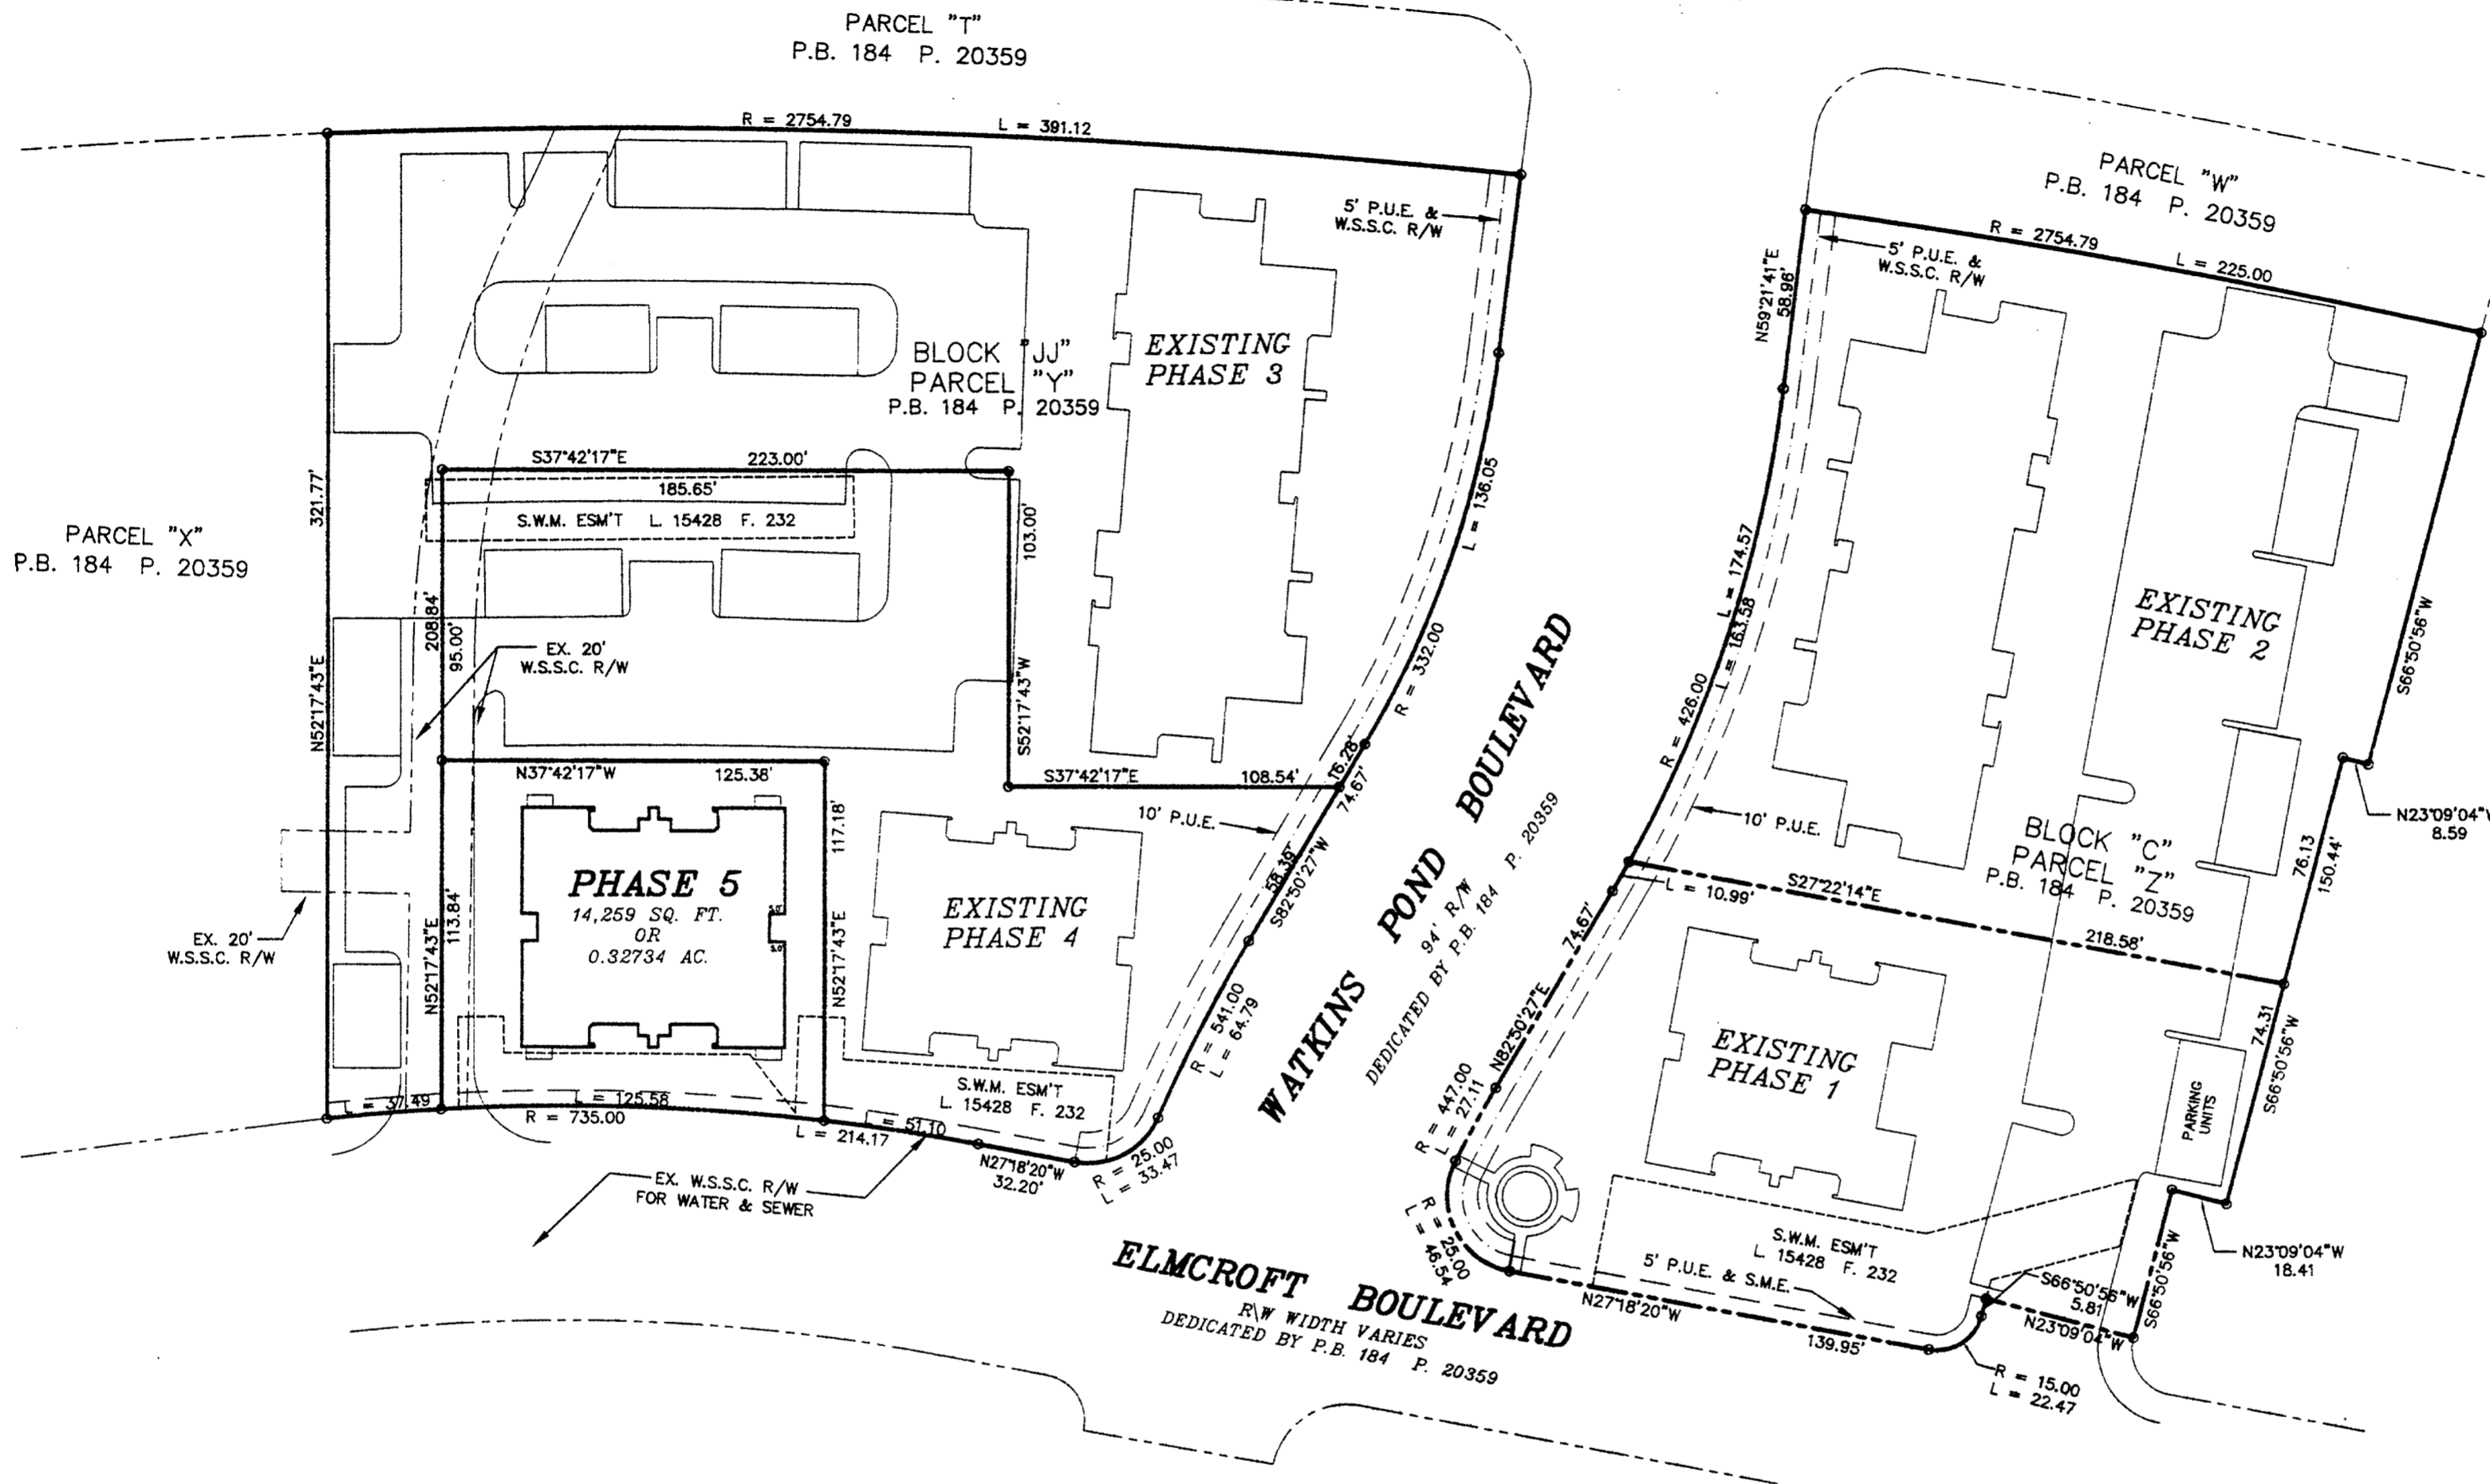 PARCEL "T"
P.B. 184 P. 20359
R = 2754.79 L = 391.12
5' P.U.E. &
W.S.S.C. R/W
PARCEL "W"
P.B. 184 P. 20359
R = 2754.79
L = 225.00
5' P.U.E. &
W.S.S.C. R/W
N59°21'41"E
58.96'
BLOCK "JJ"
PARCEL "Y"
P.B. 184 P. 20359
EXISTING
PHASE 3
S37°42'17"E 223.00'
185.65'
S.W.M. ESM'T L. 15428 F. 232
PARCEL "X"
P.B. 184 P. 20359
321.77'
N52°17'43"E
208.84'
95.00'
EX. 20'
W.S.S.C. R/W
103.00'
S52°17'43"W
L = 136.05
R = 332.00
L = 174.57
L = 163.58
R = 426.00
EXISTING
PHASE 2
S66°50'56"W
N23°09'04"W
8.59
N37°42'17"W 125.38'
S37°42'17"E 108.54'
16.28'
74.67'
10' P.U.E.
117.18'
N52°17'43"E
PHASE 5
14,259 SQ. FT.
OR
0.32734 AC.
5.0'
5.0'
N52°17'43"E
113.84'
EX. 20'
W.S.S.C. R/W
EXISTING
PHASE 4
58.39'
S82°50'27"W
R = 541.00
L = 64.79
WATKINS POND BOULEVARD
94' R/W
DEDICATED BY P.B. 184 P. 20359
10' P.U.E.
BLOCK "C"
PARCEL "Z"
P.B. 184 P. 20359
76.13
150.44'
L = 10.99'
S27°22'14"E
218.58'
74.67'
N82°50'27"E
R = 447.00
L = 27.11
EXISTING
PHASE 1
74.31
S66°50'56"W
PARKING
UNITS
L = 37.49
L = 125.58
R = 735.00
L = 51.10
L = 214.17
S.W.M. ESM'T
L. 15428 F. 232
N27°18'20"W
32.20'
R = 25.00
L = 33.47
EX. W.S.S.C. R/W
FOR WATER & SEWER
R = 25.00
L = 46.54
S.W.M. ESM'T
L. 15428 F. 232
5' P.U.E. & S.M.E.
N27°18'20"W
139.95'
S66°50'56"W
5.81
N23°09'04"W
S66°50'56"W
N23°09'04"W
18.41
R = 15.00
L = 22.47
ELMCROFT BOULEVARD
R\W WIDTH VARIES
DEDICATED BY P.B. 184 P. 20359